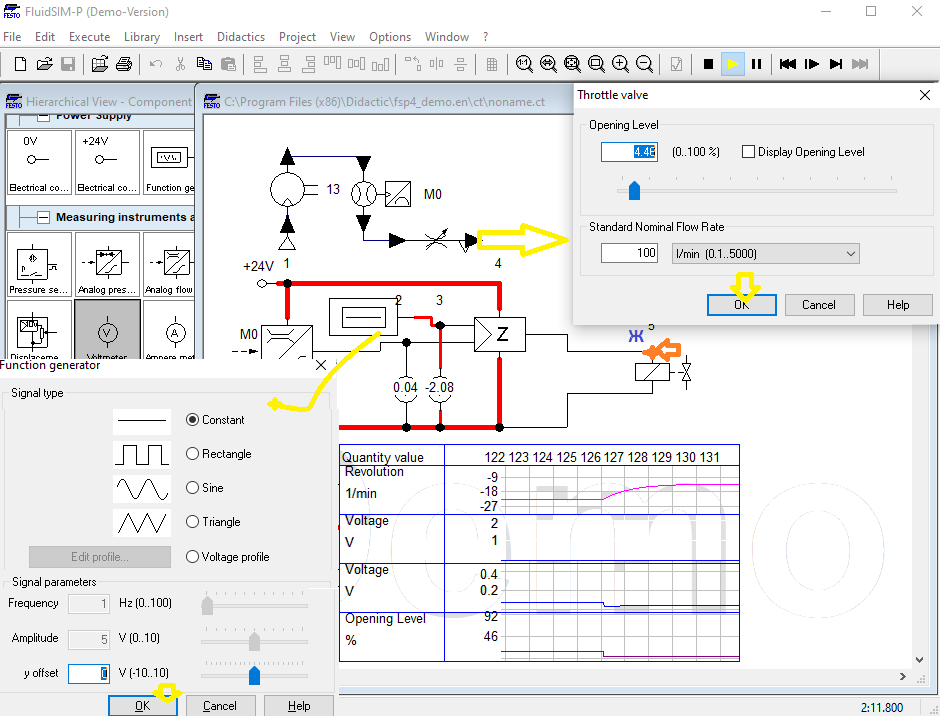 FluidSIM-P (Demo-Version)
File Edit Execute Library Insert Didactics Project View Options Window ?
Hierarchical View - Component
C:\Program Files (x86)\Didactic\fsp4_demo.en\ct\noname.ct
Power Supply
0V
+24V
Electrical co...
Electrical co...
Function ge
Measuring instruments a
Pressure se...
Analog pres...
Analog flow
Displaceme
Voltmeter
Ampere met
13
M0
+24V
1
4
2
3
M0
Z
5
Ж
0.04
-2.08
Throttle valve
Opening Level
4.48 (0..100 %) Display Opening Level
Standard Nominal Flow Rate
100 l/min (0.1..5000)
OK Cancel Help
Function generator
Signal type
Constant
Rectangle
Sine
Triangle
Edit profile... Voltage profile
Signal parameters
Frequency 1 Hz (0..100)
Amplitude 5 V (0..10)
y offset 0 V (-10..10)
OK Cancel Help
Quantity value 122 123 124 125 126 127 128 129 130 131
Revolution
1/min
-9
-18
-27
Voltage
V
2
1
Voltage
V
0.4
0.2
Opening Level
%
92
46
Demo
2:11.800